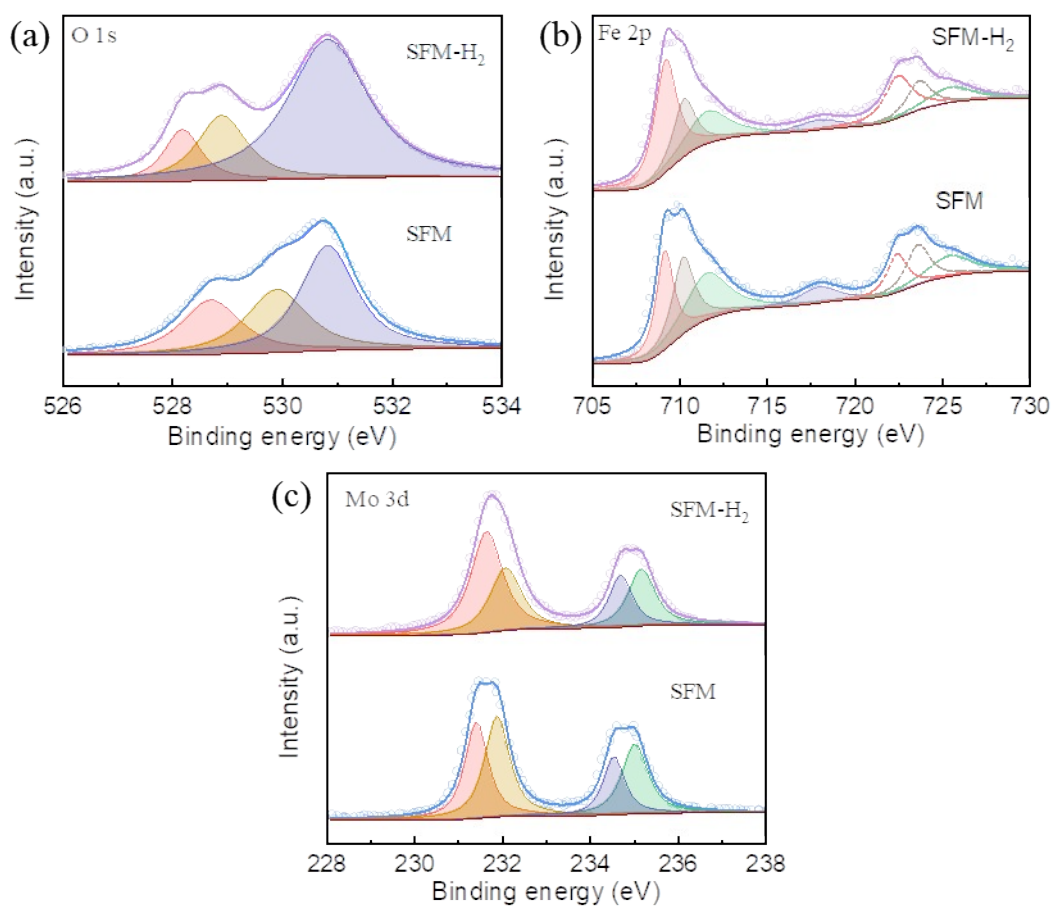 (a)
O 1s
SFM-H₂
SFM
Intensity (a.u.)
526 528 530 532 534
Binding energy (eV)
(b)
Fe 2p
SFM-H₂
SFM
Intensity (a.u.)
705 710 715 720 725 730
Binding energy (eV)
(c)
Mo 3d
SFM-H₂
SFM
Intensity (a.u.)
228 230 232 234 236 238
Binding energy (eV)